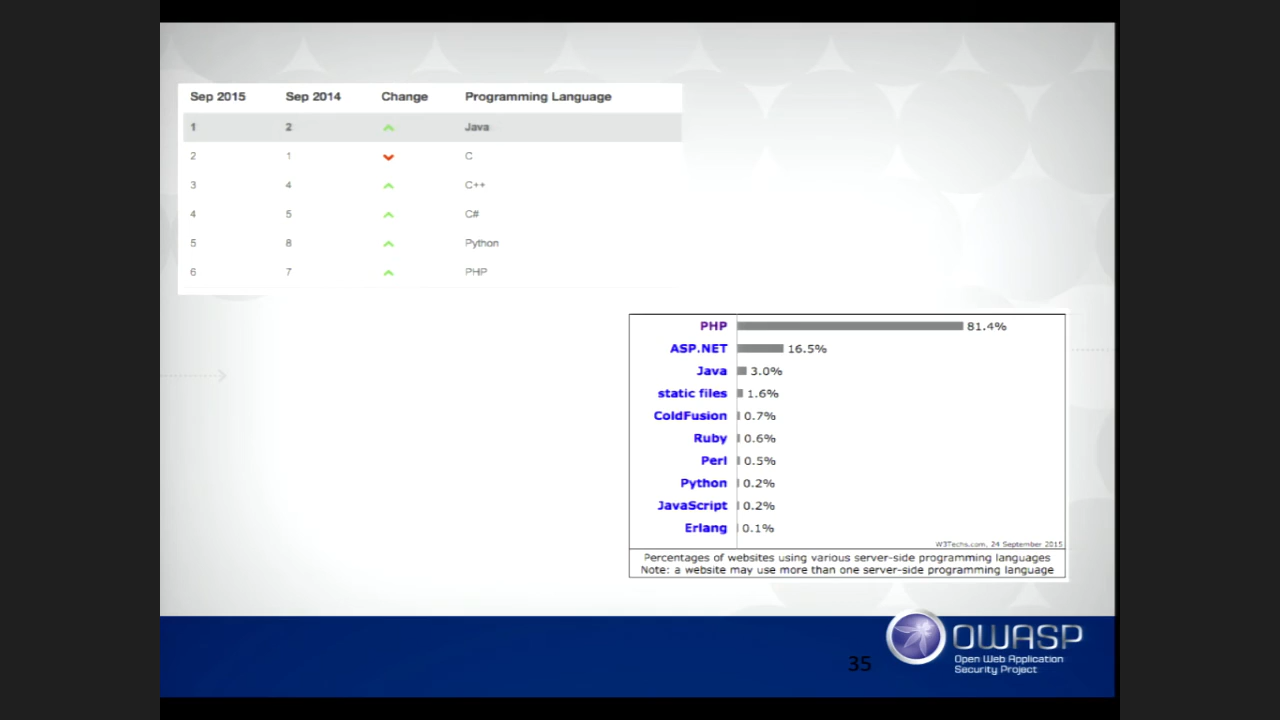 Sep 2015 Sep 2014 Change Programming Language
1 2 Java
2 1 C
3 4 C++
4 5 C#
5 8 Python
6 7 PHP
PHP 81.4%
ASP.NET 16.5%
Java 3.0%
static files 1.6%
ColdFusion 0.7%
Ruby 0.6%
Perl 0.5%
Python 0.2%
JavaScript 0.2%
Erlang 0.1%
W3Techs.com, 24 September 2015
Percentages of websites using various server-side programming languages
Note: a website may use more than one server-side programming language
35
OWASP
Open Web Application
Security Project